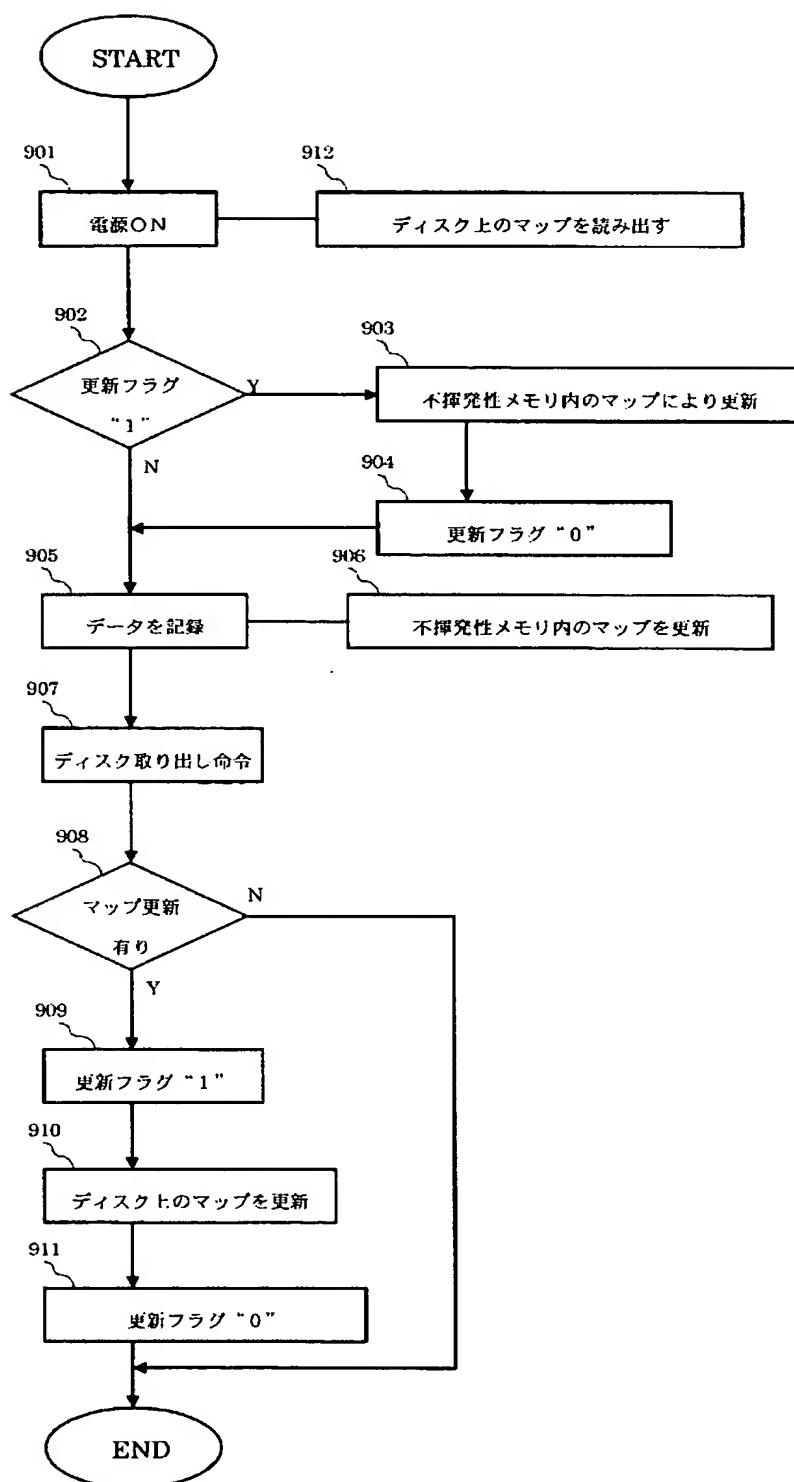 START
901
912
電源ON
ディスク上のマップを読み出す
902
903
更新フラグ
“1”
Y
不揮発性メモリ内のマップにより更新
N
904
更新フラグ“0”
905
906
データを記録
不揮発性メモリ内のマップを更新
907
ディスク取り出し命令
908
N
マップ更新
有り
Y
909
更新フラグ“1”
910
ディスク上のマップを更新
911
更新フラグ“0”
END